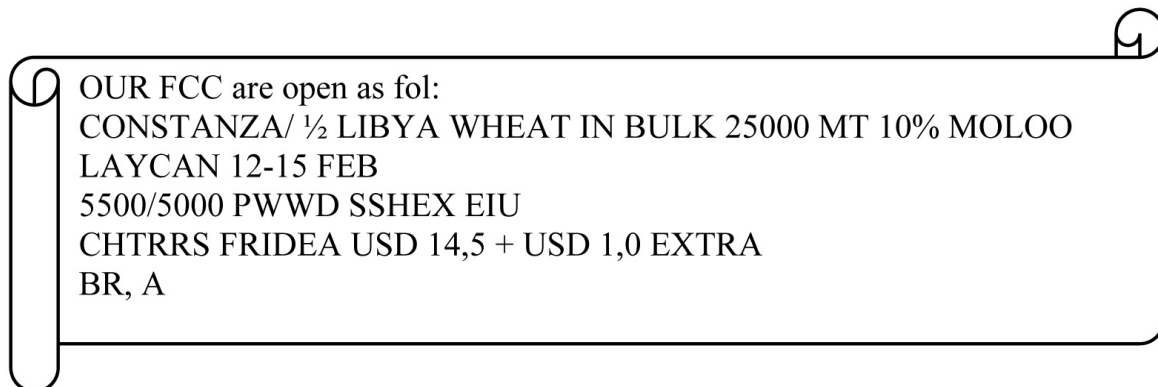 OUR FCC are open as fol:
CONSTANZA/ ½ LIBYA WHEAT IN BULK 25000 MT 10% MOLOO
LAYCAN 12-15 FEB
5500/5000 PWWD SSHEX EIU
CHTRRS FRIDEA USD 14,5 + USD 1,0 EXTRA
BR, A